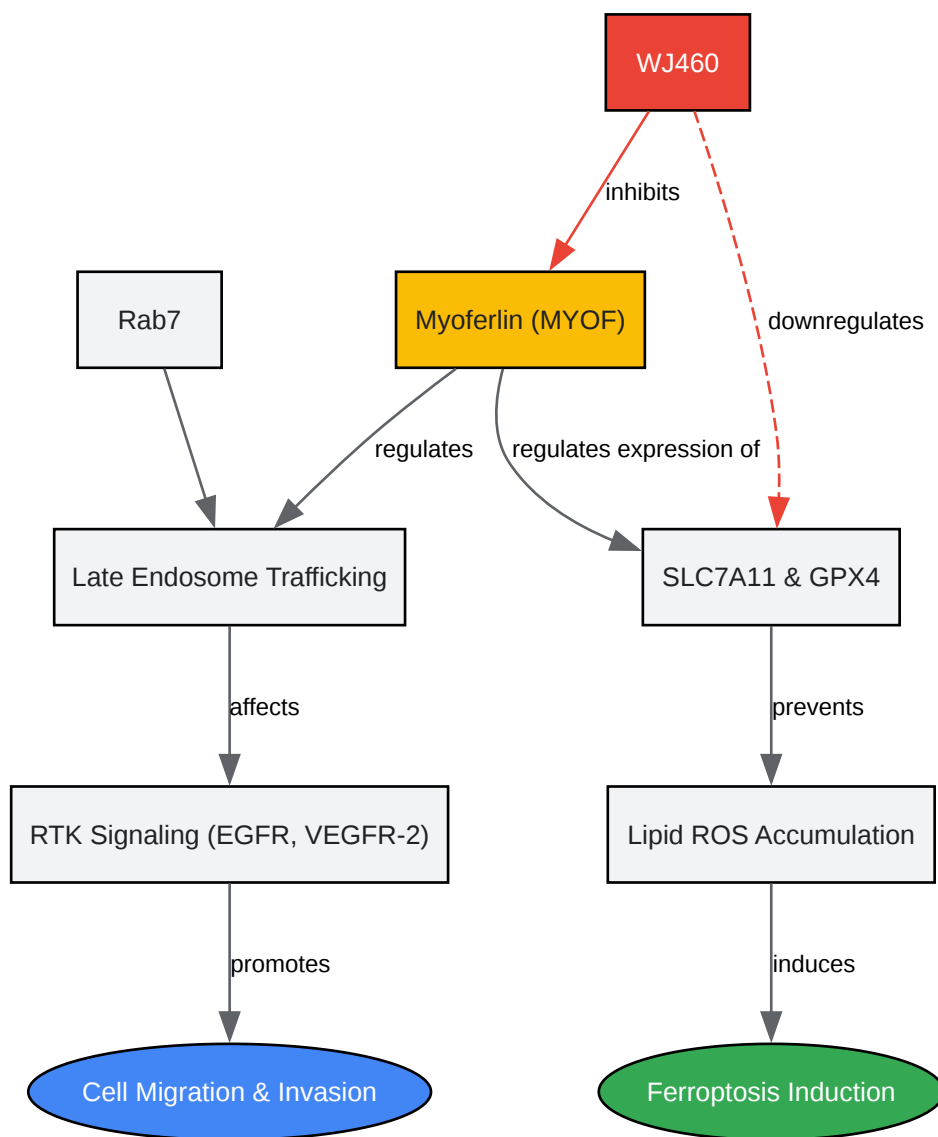 WJ460
inhibits
Rab7
Myoferlin (MYOF)
downregulates
regulates
regulates expression of
Late Endosome Trafficking
SLC7A11 & GPX4
affects
prevents
RTK Signaling (EGFR, VEGFR-2)
Lipid ROS Accumulation
promotes
induces
Cell Migration & Invasion
Ferroptosis Induction